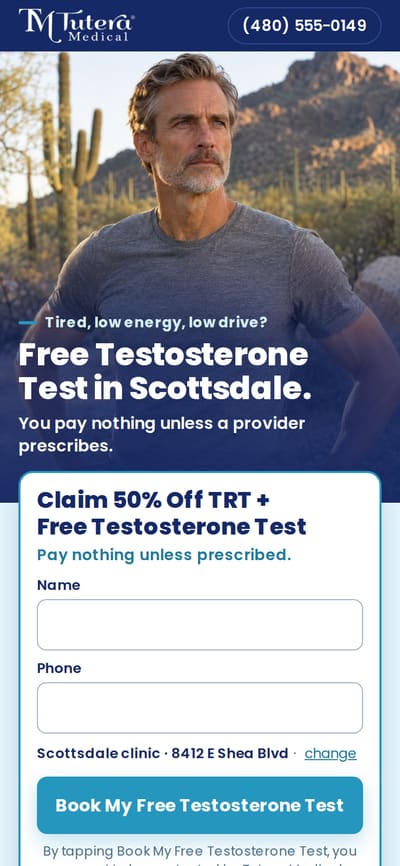 Tutera®
Medical
(480) 555-0149
Tired, low energy, low drive?
Free Testosterone
Test in Scottsdale.
You pay nothing unless a provider
prescribes.
Claim 50% Off TRT +
Free Testosterone Test
Pay nothing unless prescribed.
Name
Phone
Scottsdale clinic · 8412 E Shea Blvd · change
Book My Free Testosterone Test
By tapping Book My Free Testosterone Test, you